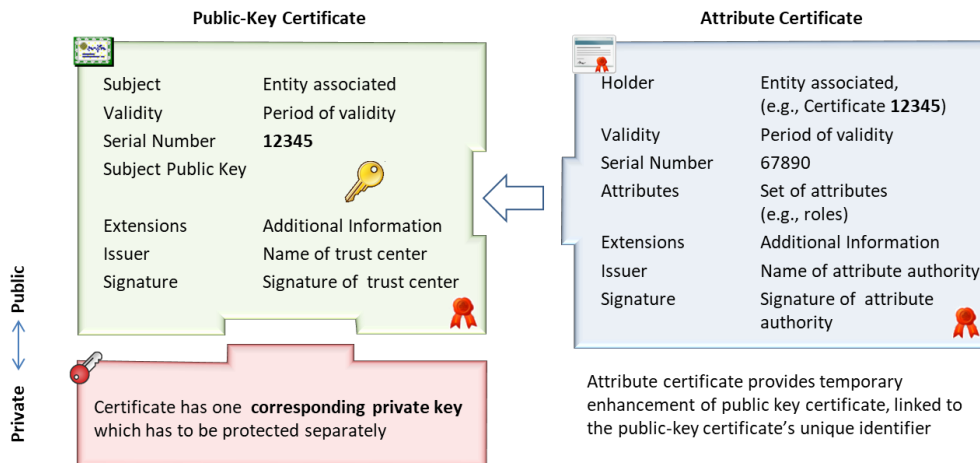 Public-Key Certificate
Subject Entity associated
Validity Period of validity
Serial Number 12345
Subject Public Key
Extensions Additional Information
Issuer Name of trust center
Signature Signature of trust center
Attribute Certificate
Holder Entity associated,
(e.g., Certificate 12345)
Validity Period of validity
Serial Number 67890
Attributes Set of attributes
(e.g., roles)
Extensions Additional Information
Issuer Name of attribute authority
Signature Signature of attribute
authority
Public
Private
Certificate has one corresponding private key
which has to be protected separately
Attribute certificate provides temporary
enhancement of public key certificate, linked to
the public-key certificate's unique identifier